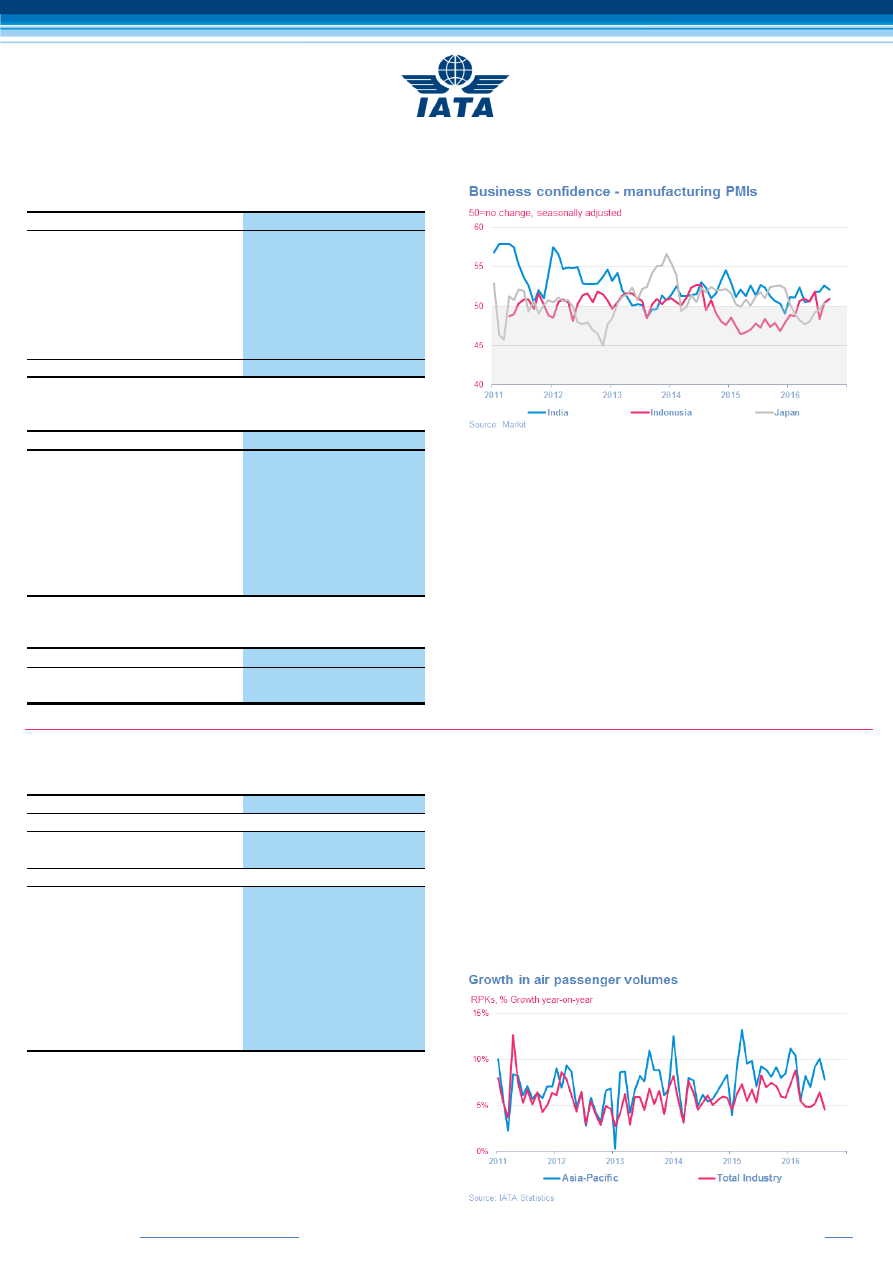 IATA
Business confidence - manufacturing PMIs
50=no change, seasonally adjusted
60
55
50
45
40
2011 2012 2013 2014 2015 2016
India Indonesia Japan
Source: Markit
Growth in air passenger volumes
RPKs, % Growth year-on-year
15%
10%
5%
0%
2011 2012 2013 2014 2015 2016
Asia-Pacific Total Industry
Source: IATA Statistics